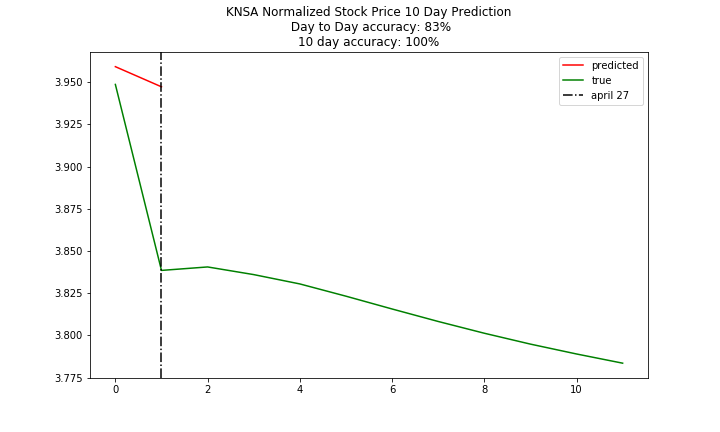 KNSA Normalized Stock Price 10 Day Prediction
Day to Day accuracy: 83%
10 day accuracy: 100%
predicted
true
april 27
3.950
3.925
3.900
3.875
3.850
3.825
3.800
3.775
0 2 4 6 8 10